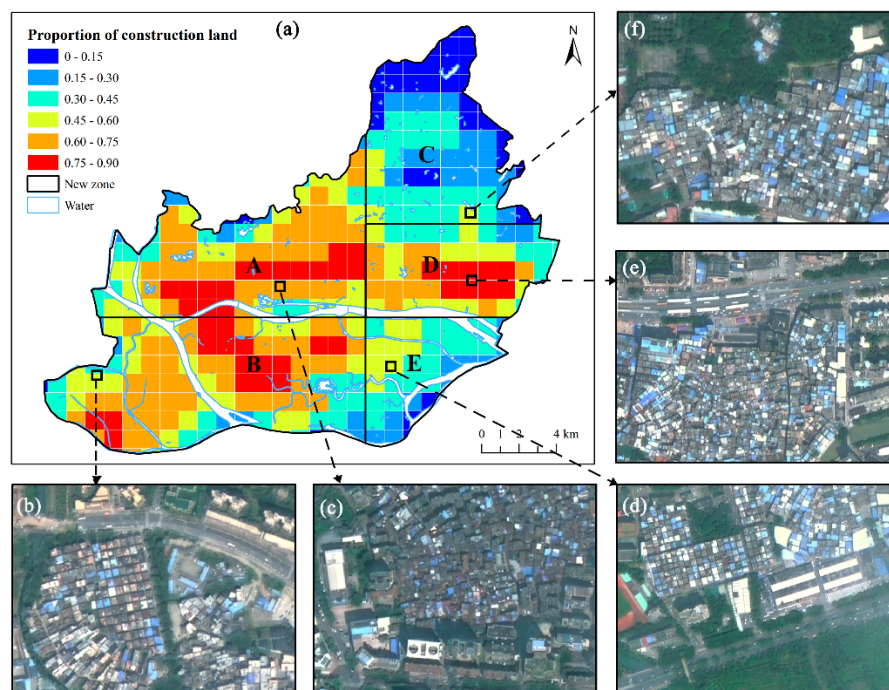 Proportion of construction land
(a)
N
0 - 0.15
0.15 - 0.30
0.30 - 0.45
0.45 - 0.60
0.60 - 0.75
0.75 - 0.90
New zone
Water
C
A
D
B
E
0 2 4 km
(f)
(e)
(b)
(c)
(d)